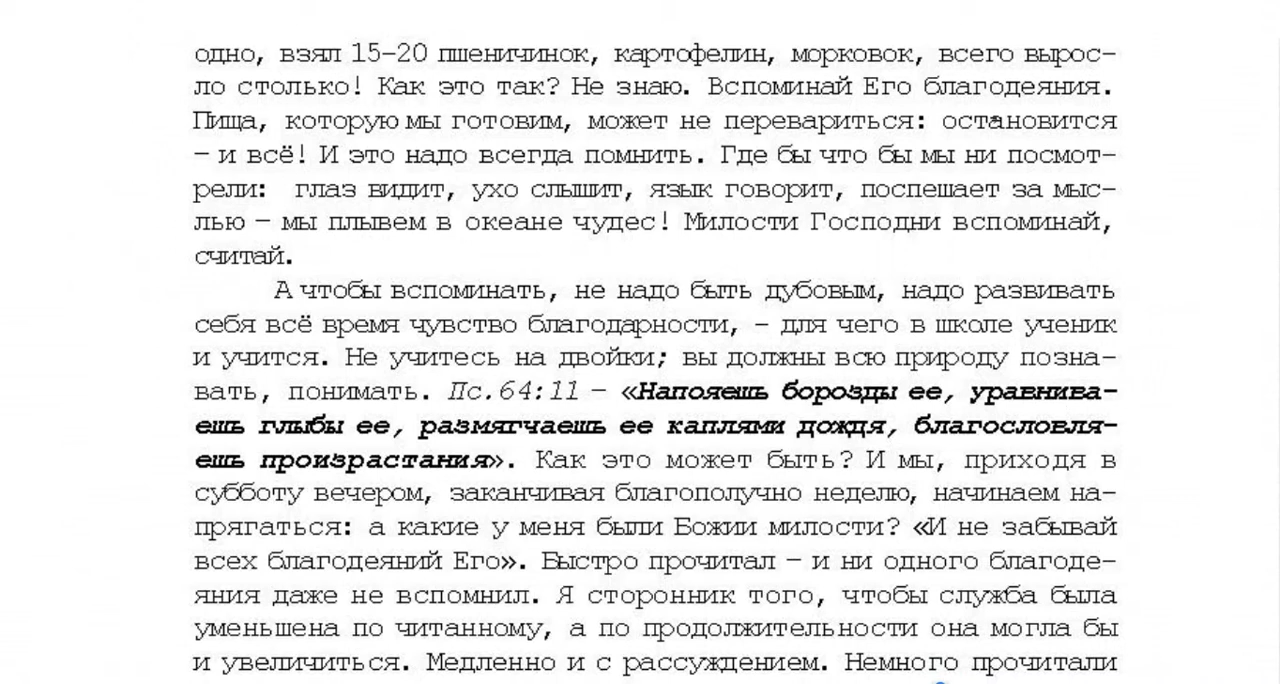 одно, взял 15–20 пшеничинок, картофелин, морковок, всего вырос-
ло столько! Как это так? Не знаю. Вспоминай Его благодеяния.
Пища, которую мы готовим, может не перевариться: остановится
– и всё! И это надо всегда помнить. Где бы что бы мы ни посмот-
рели: глаз видит, ухо слышит, язык говорит, поспешает за мыс-
лью – мы плывем в океане чудес! Милости Господни вспоминай,
считай.
А чтобы вспоминать, не надо быть дубовым, надо развивать
себя всё время чувство благодарности, – для чего в школе ученик
и учится. Не учитесь на двойки; вы должны всю природу позна-
вать, понимать. Пс.64:11 – «Напояешь борозды ее, уравнива-
ешь глыбы ее, размягчаешь ее каплями дождя, благословля-
ешь произрастания». Как это может быть? И мы, приходя в
субботу вечером, заканчивая благополучно неделю, начинаем на-
прягаться: а какие у меня были Божии милости? «И не забывай
всех благодеяний Его». Быстро прочитал – и ни одного благоде-
яния даже не вспомнил. Я сторонник того, чтобы служба была
уменьшена по читанному, а по продолжительности она могла бы
и увеличиться. Медленно и с рассуждением. Немного прочитали